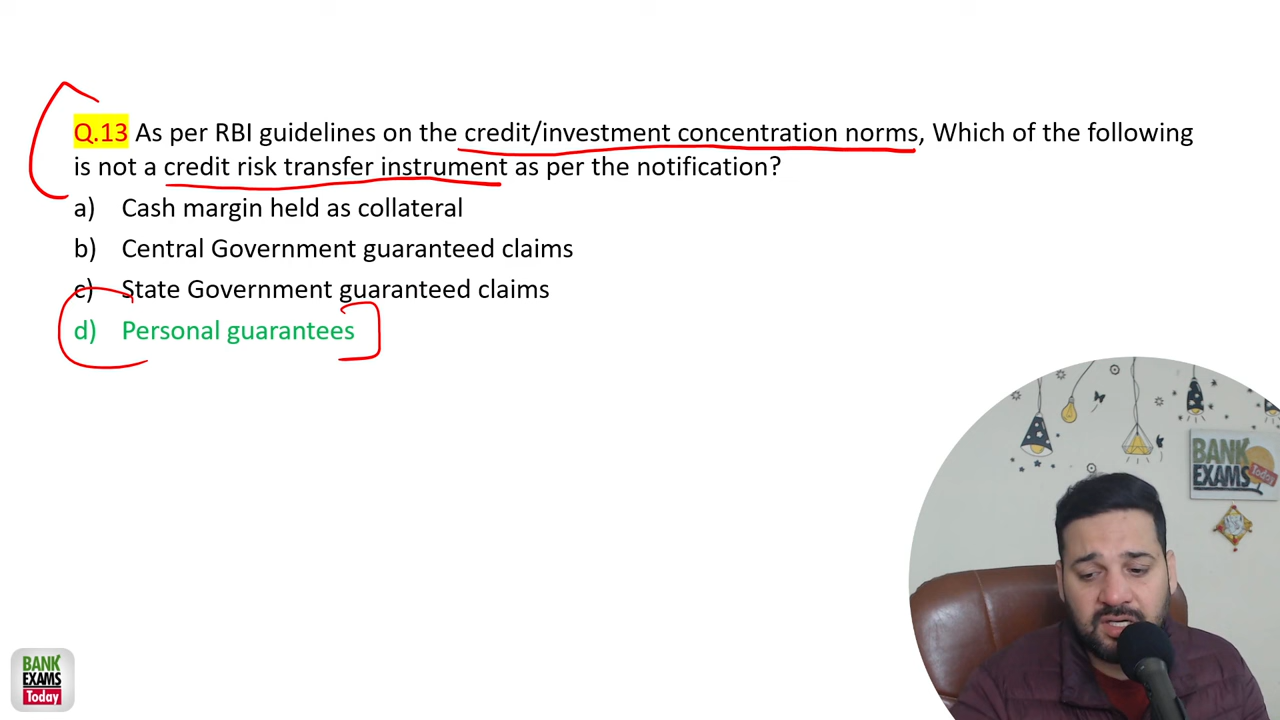 Q.13 As per RBI guidelines on the credit/investment concentration norms, Which of the following
is not a credit risk transfer instrument as per the notification?
a) Cash margin held as collateral
b) Central Government guaranteed claims
c) State Government guaranteed claims
d) Personal guarantees
BANK
EXAMS
Today
BANK
EXAMS
Today